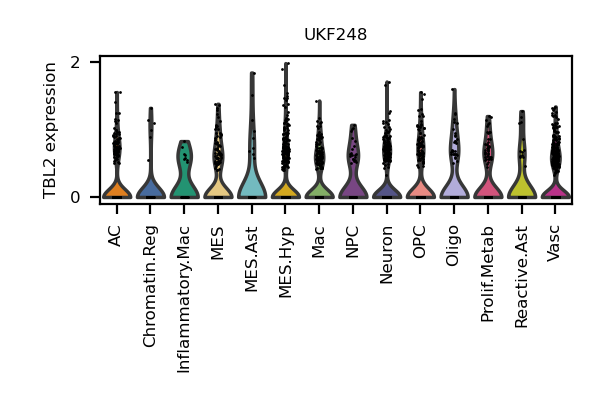 UKF248
TBL2 expression
2
0
AC
Chromatin.Reg
Inflammatory.Mac
MES
MES.Ast
MES.Hyp
Mac
NPC
Neuron
OPC
Oligo
Prolif.Metab
Reactive.Ast
Vasc